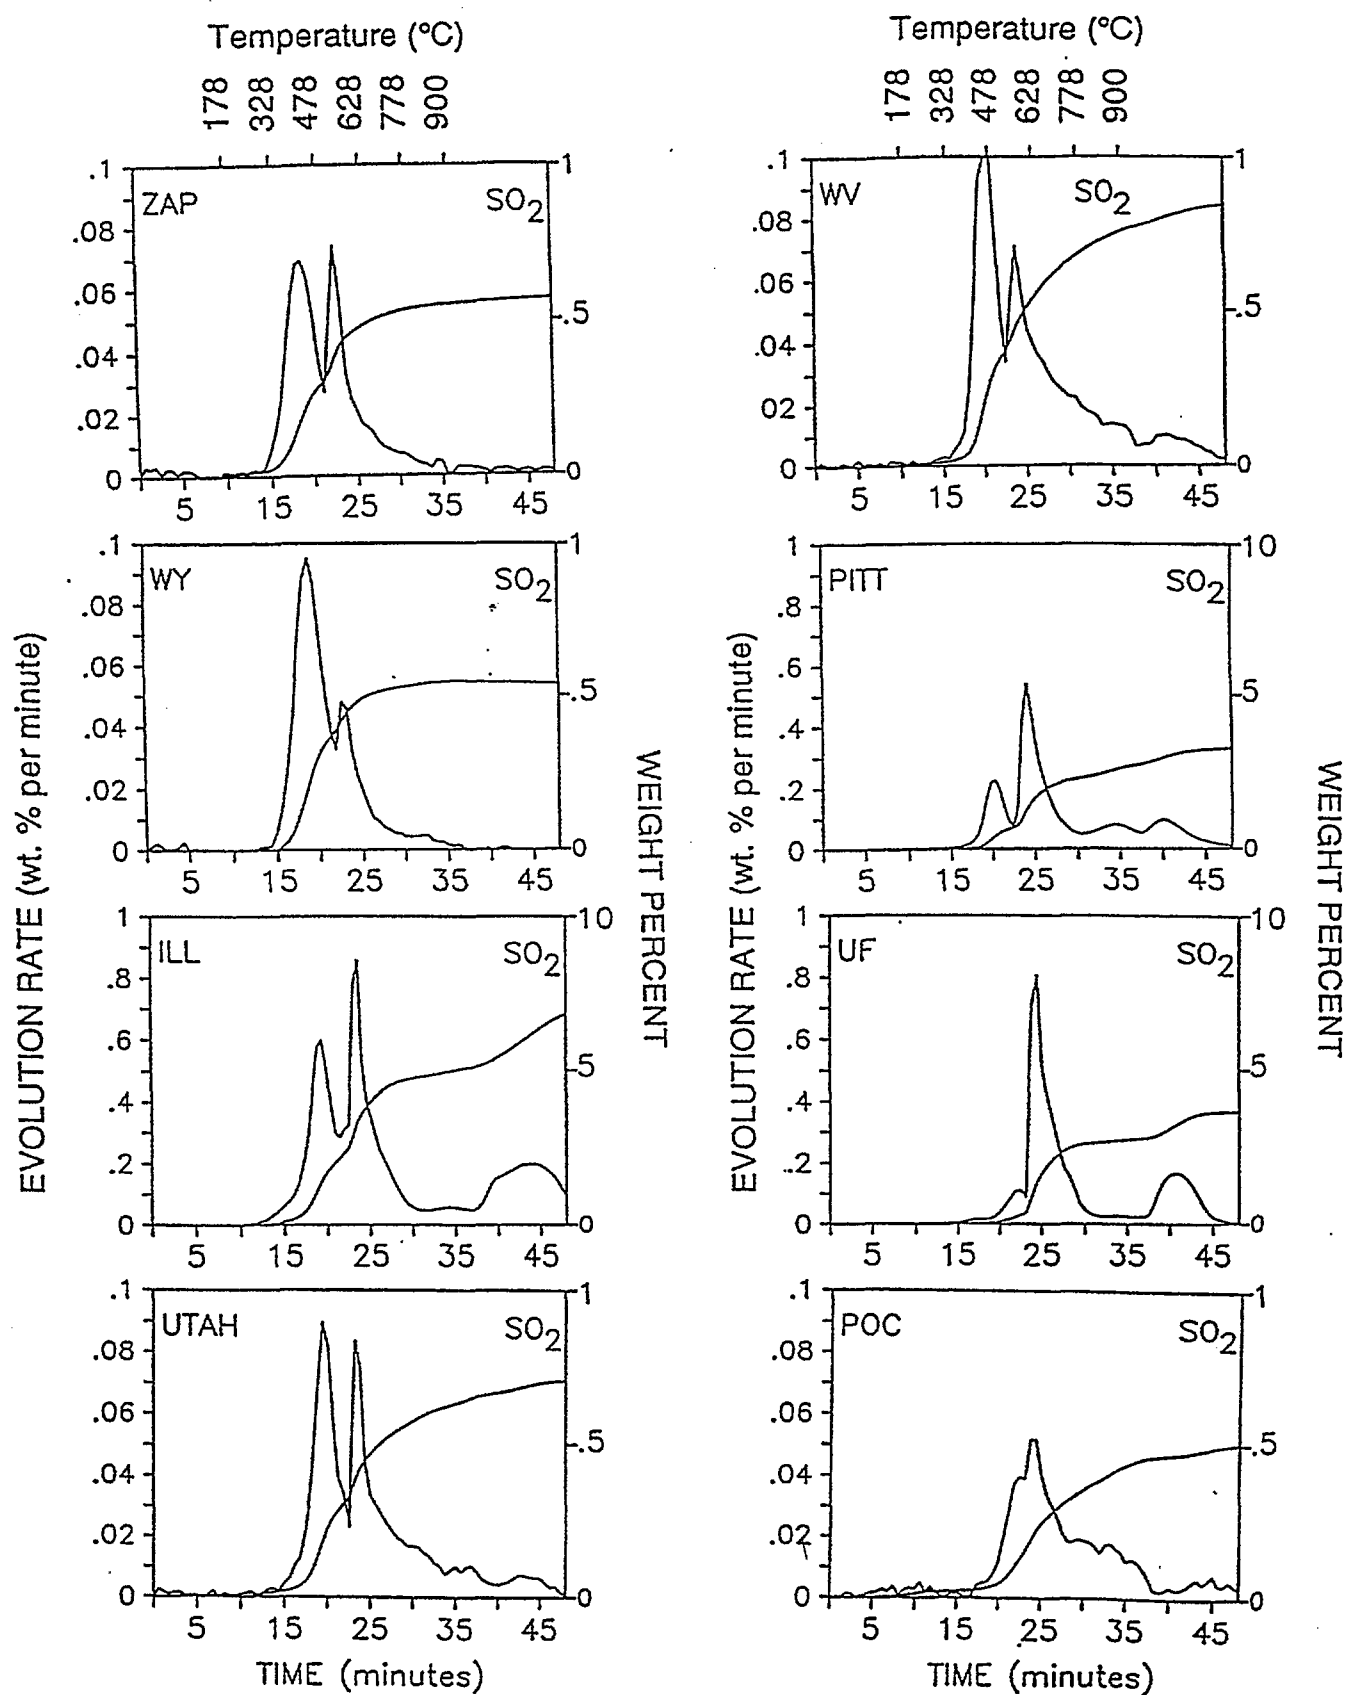 Temperature (°C)
178 328 478 628 778 900
.1 .08 .06 .04 .02 0
ZAP
SO2
1 .5 0
5 15 25 35 45
.1 .08 .06 .04 .02 0
WY
SO2
1 .5 0
5 15 25 35 45
1 .8 .6 .4 .2 0
ILL
SO2
10 5 0
5 15 25 35 45
.1 .08 .06 .04 .02 0
UTAH
SO2
1 .5 0
5 15 25 35 45
TIME (minutes)
EVOLUTION RATE (wt. % per minute)
WEIGHT PERCENT
Temperature (°C)
178 328 478 628 778 900
.1 .08 .06 .04 02 0
WV
SO2
1 .5 0
5 15 25 35 45
1 .8 .6 .4 .2 0
PITT
SO2
10 5 0
5 15 25 35 45
1 .8 .6 .4 .2 0
UF
SO2
10 5 0
5 15 25 35 45
.1 .08 .06 .04 .02 0
POC
SO2
1 .5 0
5 15 25 35 45
TIME (minutes)
EVOLUTION RATE (wt. % per minute)
WEIGHT PERCENT